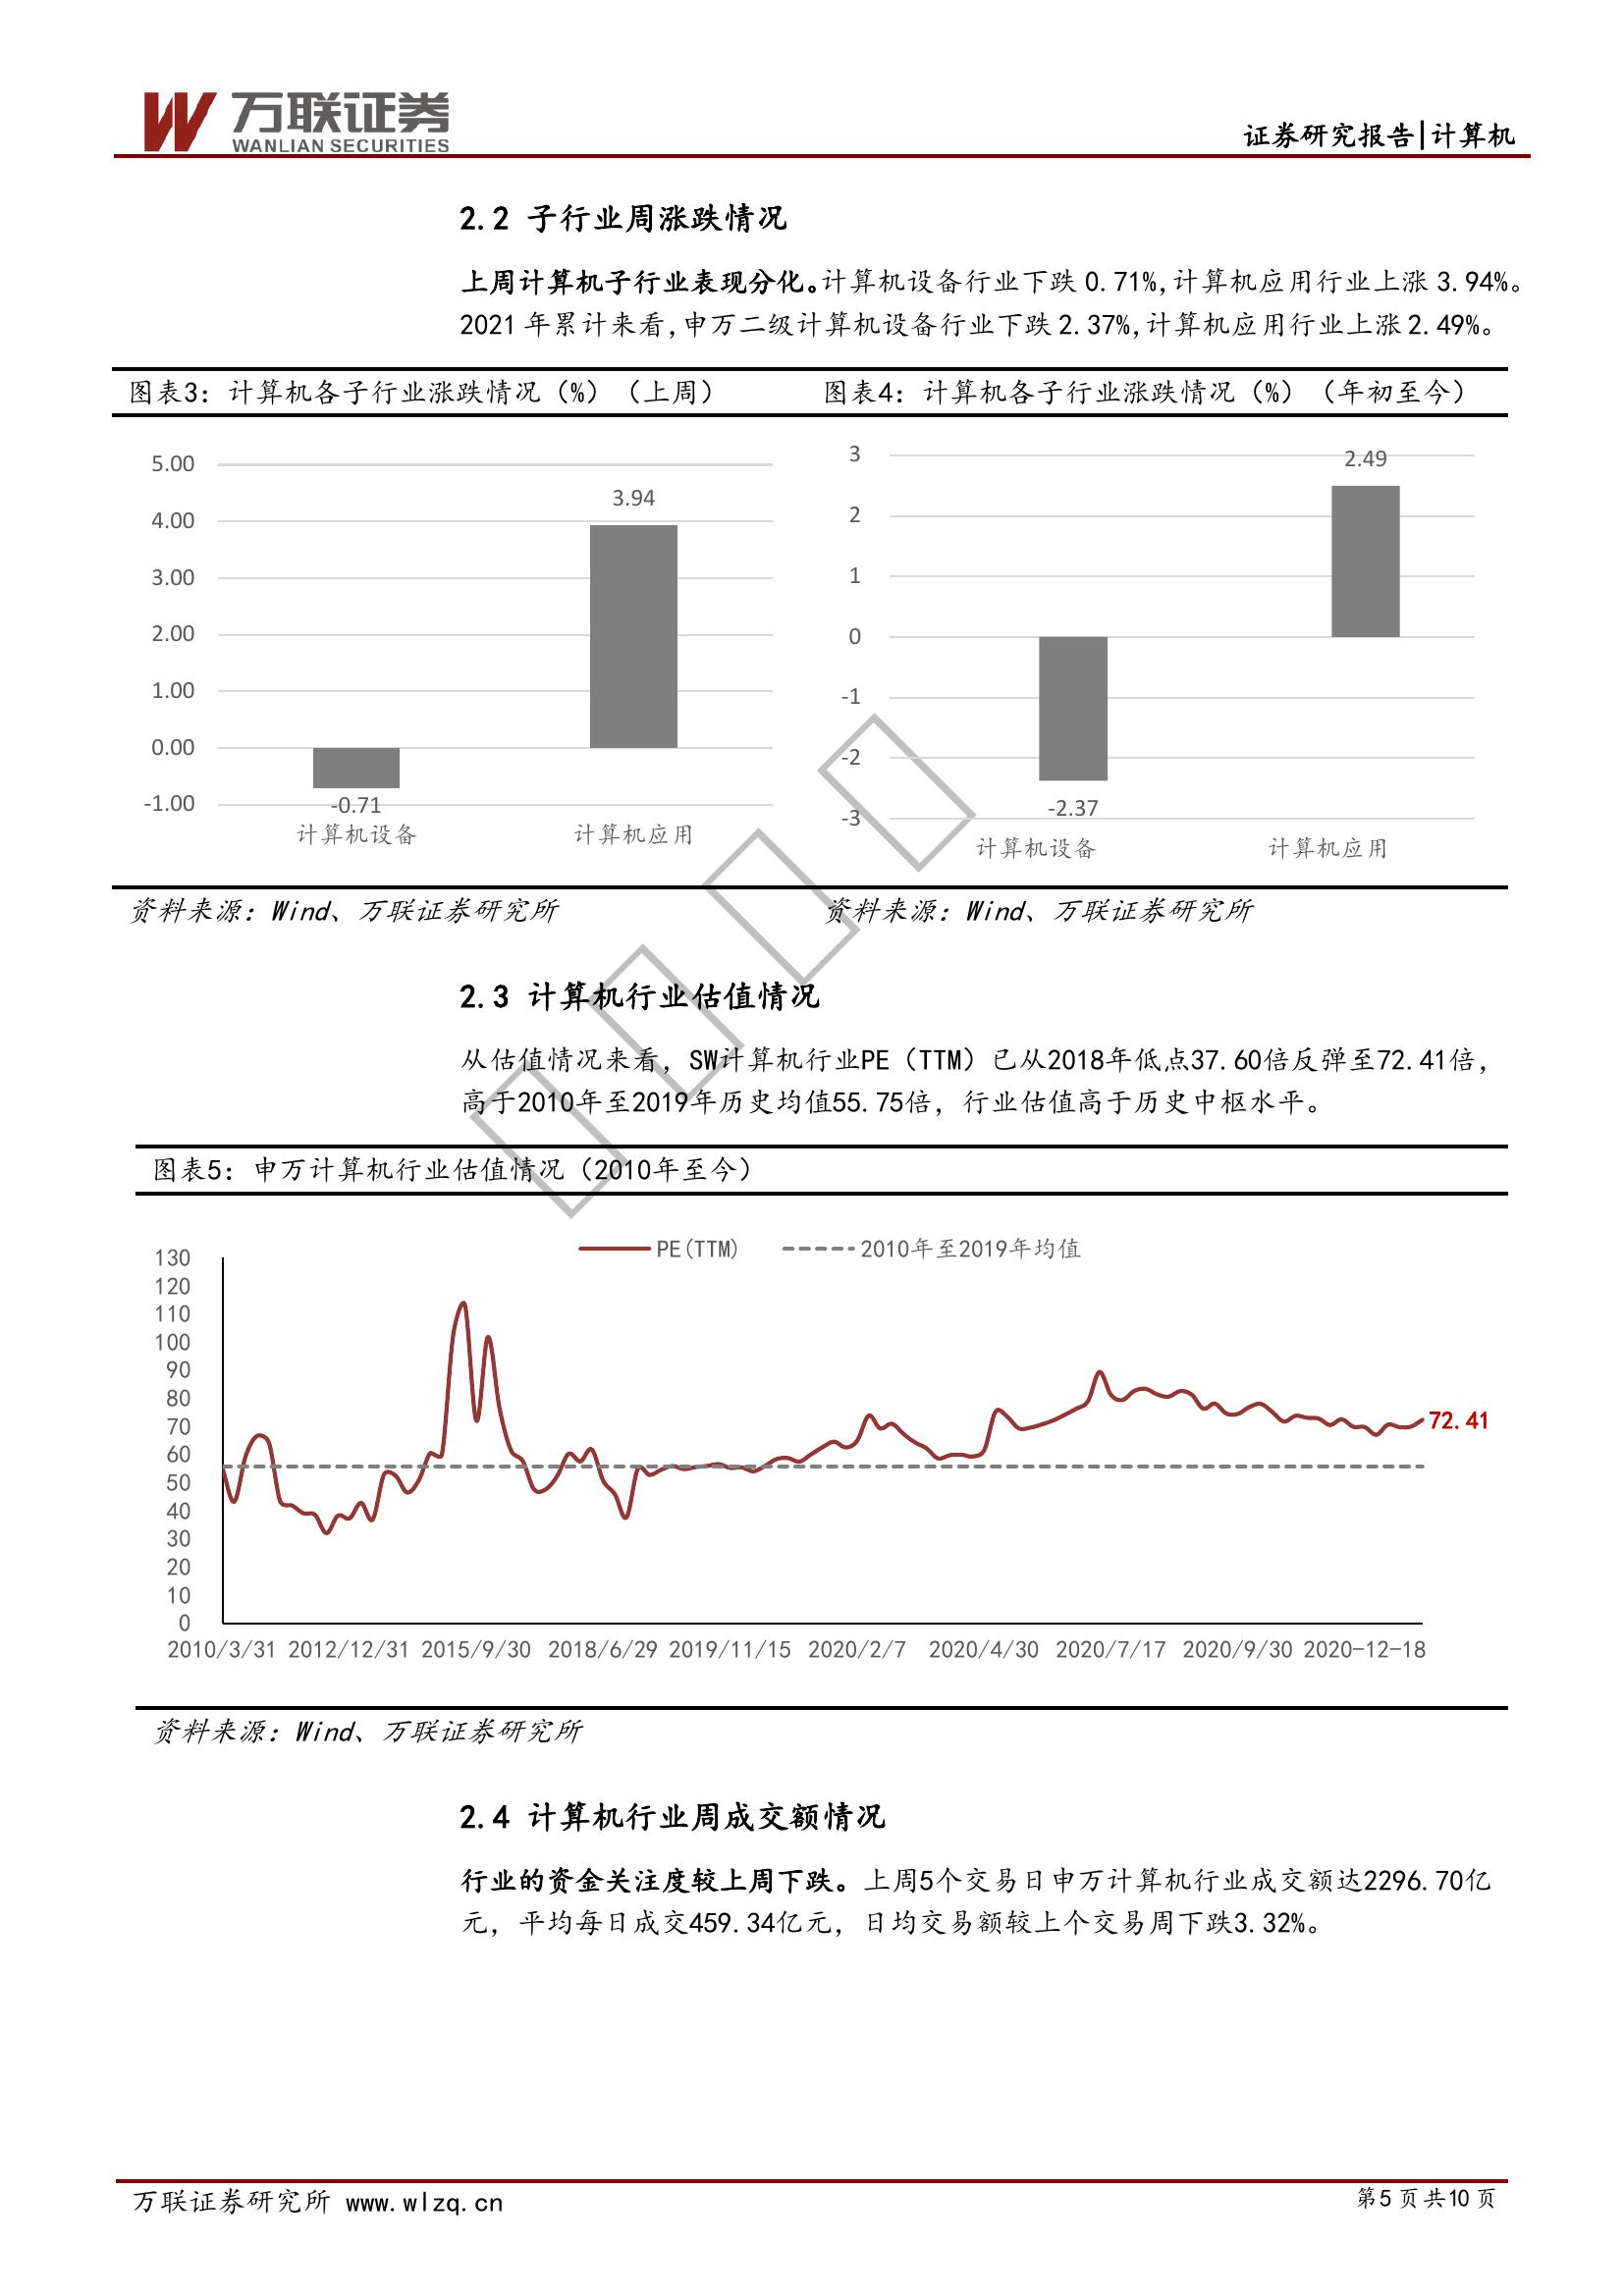 万联证券
WANLIAN SECURITIES
证券研究报告|计算机
2.2 子行业周涨跌情况
上周计算机子行业表现分化。计算机设备行业下跌 0.71%,计算机应用行业上涨 3.94%。
2021 年累计来看,申万二级计算机设备行业下跌 2.37%,计算机应用行业上涨 2.49%。
图表3：计算机各子行业涨跌情况（%）（上周）
5.00
4.00
3.00
2.00
1.00
0.00
-1.00
3.94
-0.71
计算机设备
计算机应用
资料来源：Wind、万联证券研究所
图表4：计算机各子行业涨跌情况（%）（年初至今）
3
2
1
0
-1
-2
-3
2.49
-2.37
计算机设备
计算机应用
资料来源：Wind、万联证券研究所
2.3 计算机行业估值情况
从估值情况来看，SW计算机行业PE（TTM）已从2018年低点37.60倍反弹至72.41倍，
高于2010年至2019年历史均值55.75倍，行业估值高于历史中枢水平。
图表5：申万计算机行业估值情况（2010年至今）
PE(TTM)
2010年至2019年均值
130
120
110
100
90
80
70
60
50
40
30
20
10
0
72.41
2010/3/31 2012/12/31 2015/9/30 2018/6/29 2019/11/15 2020/2/7 2020/4/30 2020/7/17 2020/9/30 2020-12-18
资料来源：Wind、万联证券研究所
2.4 计算机行业周成交额情况
行业的资金关注度较上周下跌。上周5个交易日申万计算机行业成交额达2296.70亿
元，平均每日成交459.34亿元，日均交易额较上个交易周下跌3.32%。
万联证券研究所 www.wlzq.cn
第5 页共10 页